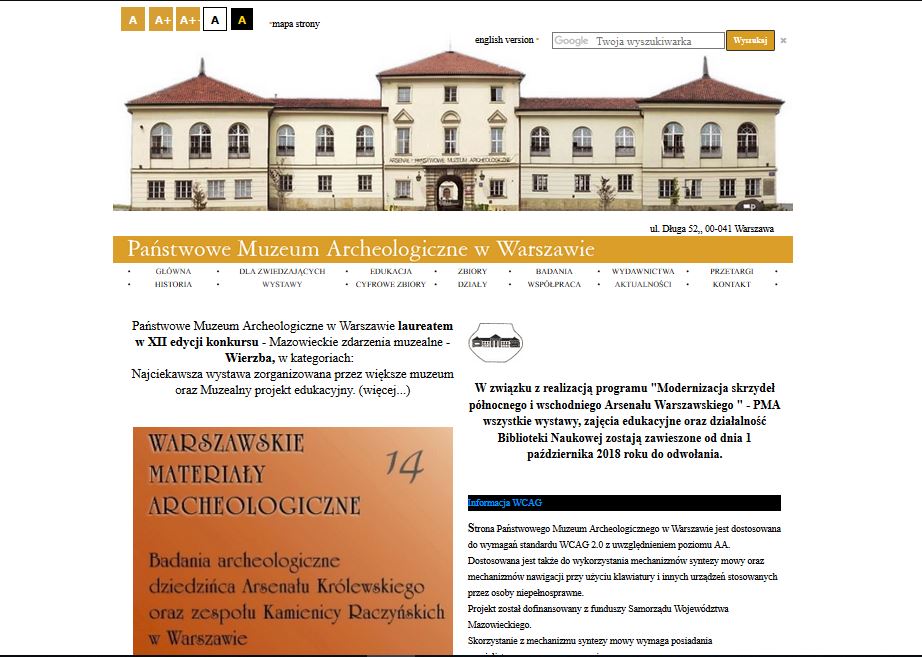 A A+ A++ A A
mapa strony
english version
Google Twoja wyszukiwarka Wyszukaj
ARSENAŁ - PAŃSTWOWE MUZEUM ARCHEOLOGICZNE
ul. Długa 52,, 00-041 Warszawa
Państwowe Muzeum Archeologiczne w Warszawie
• GŁÓWNA • DLA ZWIEDZAJĄCYCH • EDUKACJA • ZBIORY • BADANIA • WYDAWNICTWA • PRZETARGI •
• HISTORIA • WYSTAWY • CYFROWE ZBIORY • DZIAŁY • WSPÓŁPRACA • AKTUALNOŚCI • KONTAKT •
Państwowe Muzeum Archeologiczne w Warszawie laureatem
w XII edycji konkursu - Mazowieckie zdarzenia muzealne -
Wierzba, w kategoriach:
Najciekawsza wystawa zorganizowana przez większe muzeum
oraz Muzealny projekt edukacyjny. (więcej...)
WARSZAWSKIE
MATERIAŁY
ARCHEOLOGICZNE
14
Badania archeologiczne
dziedzińca Arsenału Królewskiego
oraz zespołu Kamienicy Raczyńskich
w Warszawie
W związku z realizacją programu "Modernizacja skrzydeł
północnego i wschodniego Arsenału Warszawskiego " - PMA
wszystkie wystawy, zajęcia edukacyjne oraz działalność
Biblioteki Naukowej zostają zawieszone od dnia 1
października 2018 roku do odwołania.
Informacja WCAG
Strona Państwowego Muzeum Archeologicznego w Warszawie jest dostosowana
do wymagań standardu WCAG 2.0 z uwzględnieniem poziomu AA.
Dostosowana jest także do wykorzystania mechanizmów syntezy mowy oraz
mechanizmów nawigacji przy użyciu klawiatury i innych urządzeń stosowanych
przez osoby niepełnosprawne.
Projekt został dofinansowany z funduszy Samorządu Województwa
Mazowieckiego.
Skorzystanie z mechanizmu syntezy mowy wymaga posiadania